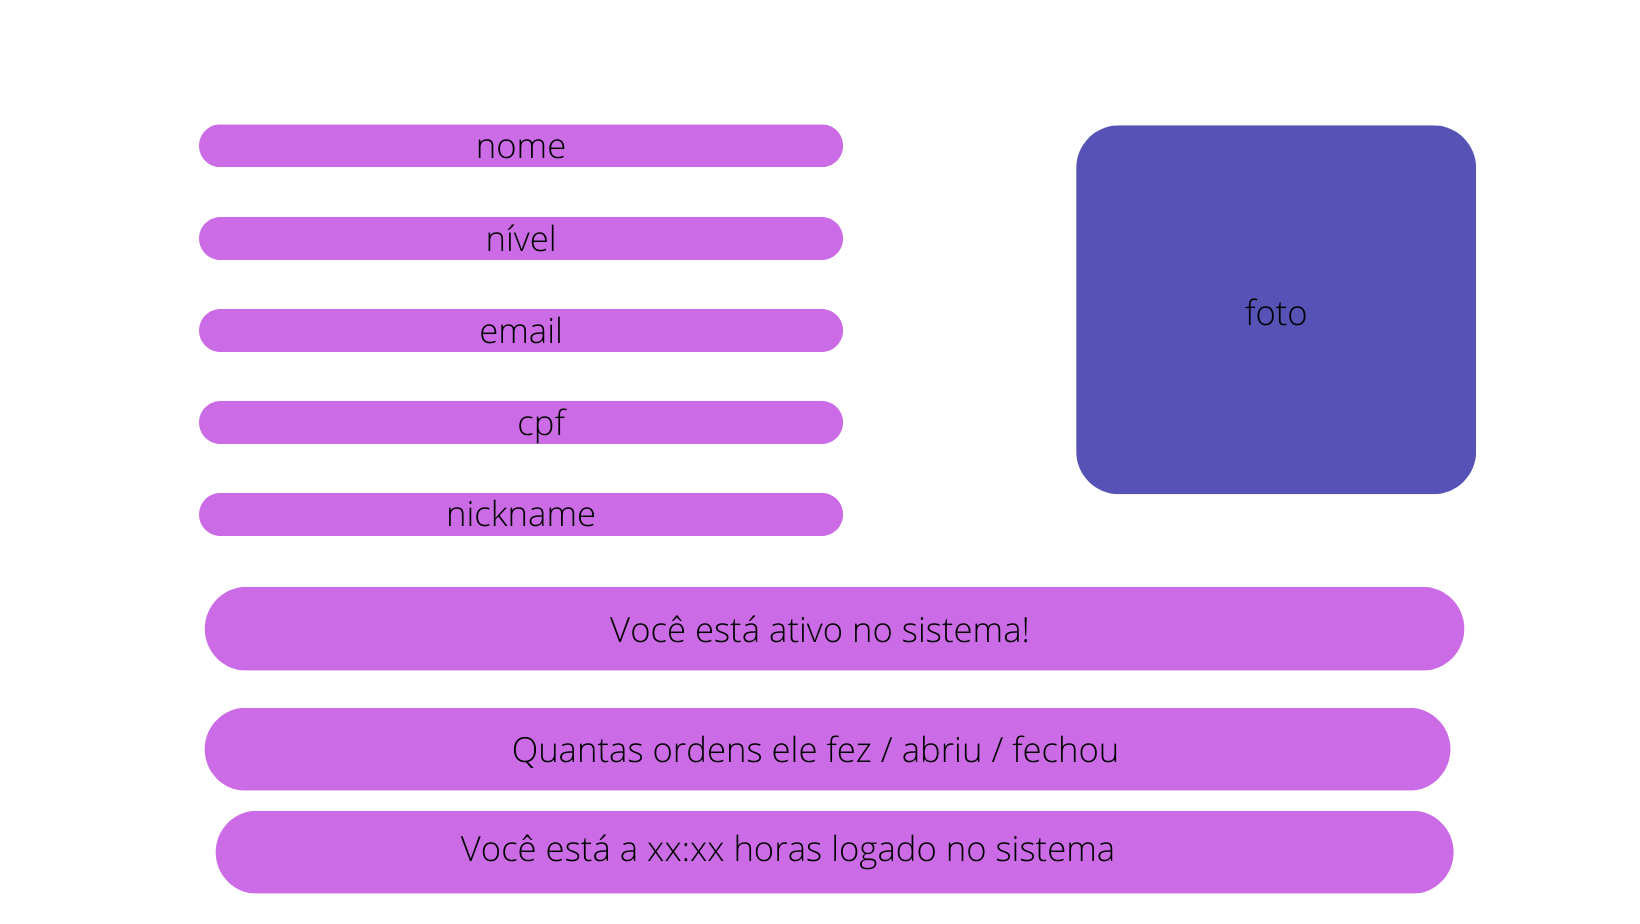 nome
nível
email
cpf
nickname
foto
Você está ativo no sistema!
Quantas ordens ele fez / abriu / fechou
Você está a xx:xx horas logado no sistema